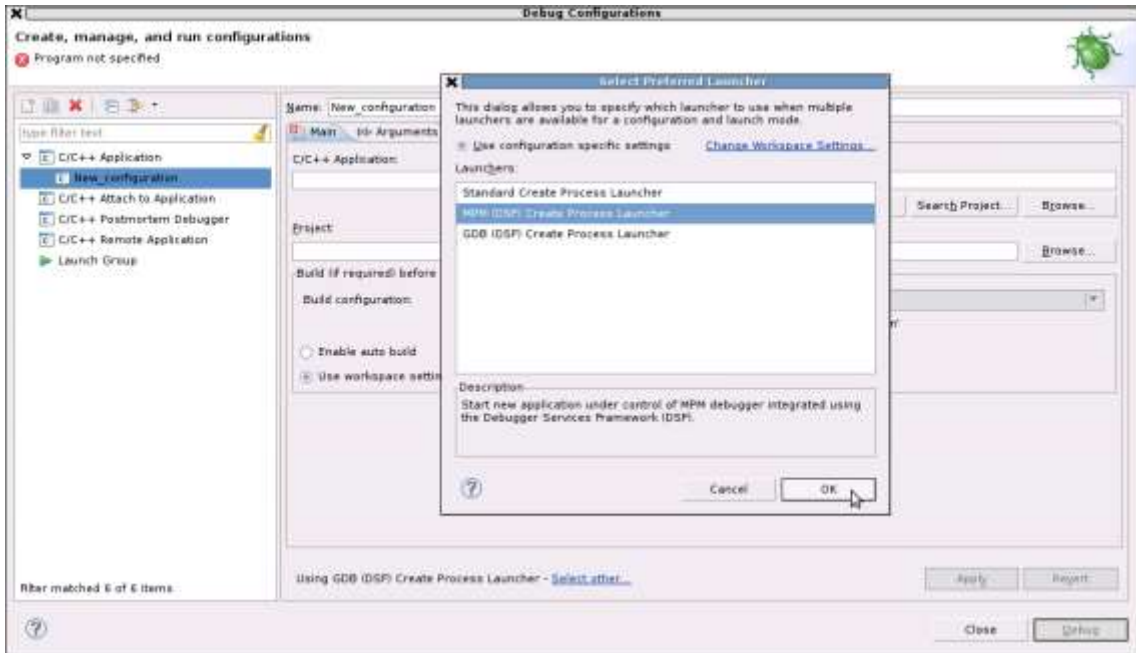 Debug Configurations
Create, manage, and run configurations
Program not specified
type filter text
C/C++ Application
New_configuration
C/C++ Attach to Application
C/C++ Postmortem Debugger
C/C++ Remote Application
Launch Group
Filter matched 6 of 6 items
Name: New_configuration
Main Arguments
C/C++ Application:
Search Project... Browse...
Project:
Browse...
Build (if required) before
Build configuration:
Enable auto build
Use workspace settin
Using GDB (DSF) Create Process Launcher - Select other...
Apply Revert
Close Debug
Select Preferred Launcher
This dialog allows you to specify which launcher to use when multiple
launchers are available for a configuration and launch mode.
Use configuration specific settings Change Workspace Settings...
Launchers:
Standard Create Process Launcher
MPM (DSF) Create Process Launcher
GDB (DSF) Create Process Launcher
Description
Start new application under control of MPM debugger integrated using
the Debugger Services Framework (DSF).
Cancel OK